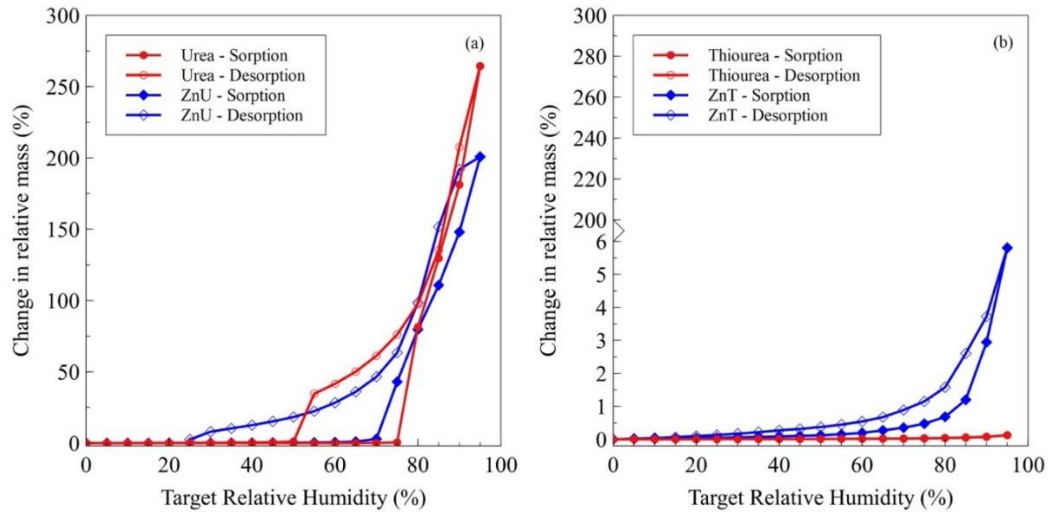 300
250
200
150
100
50
0
Change in relative mass (%)
(a)
Urea - Sorption
Urea - Desorption
ZnU - Sorption
ZnU - Desorption
0 20 40 60 80 100
Target Relative Humidity (%)
300
280
260
240
220
200
6
5
4
3
2
1
0
Change in relative mass (%)
(b)
Thiourea - Sorption
Thiourea - Desorption
ZnT - Sorption
ZnT - Desorption
0 20 40 60 80 100
Target Relative Humidity (%)